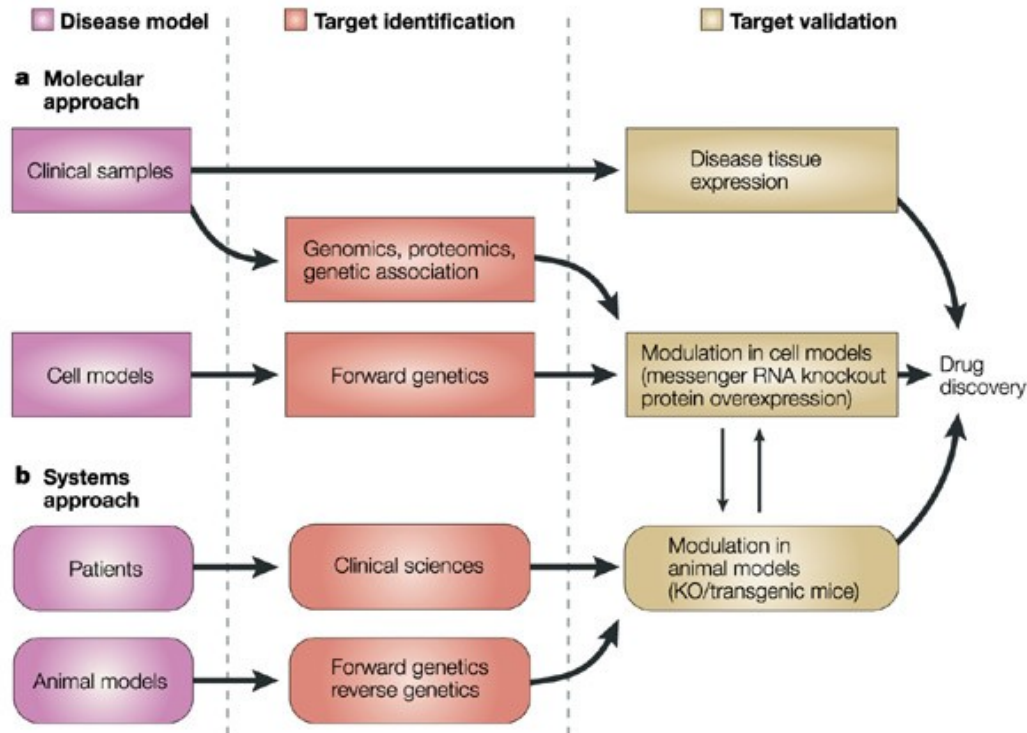 Disease model
Target identification
Target validation
a Molecular
approach
Clinical samples
Disease tissue
expression
Genomics, proteomics,
genetic association
Cell models
Forward genetics
Modulation in cell models
(messenger RNA knockout
protein overexpression)
Drug
discovery
b Systems
approach
Patients
Clinical sciences
Modulation in
animal models
(KO/transgenic mice)
Animal models
Forward genetics
reverse genetics